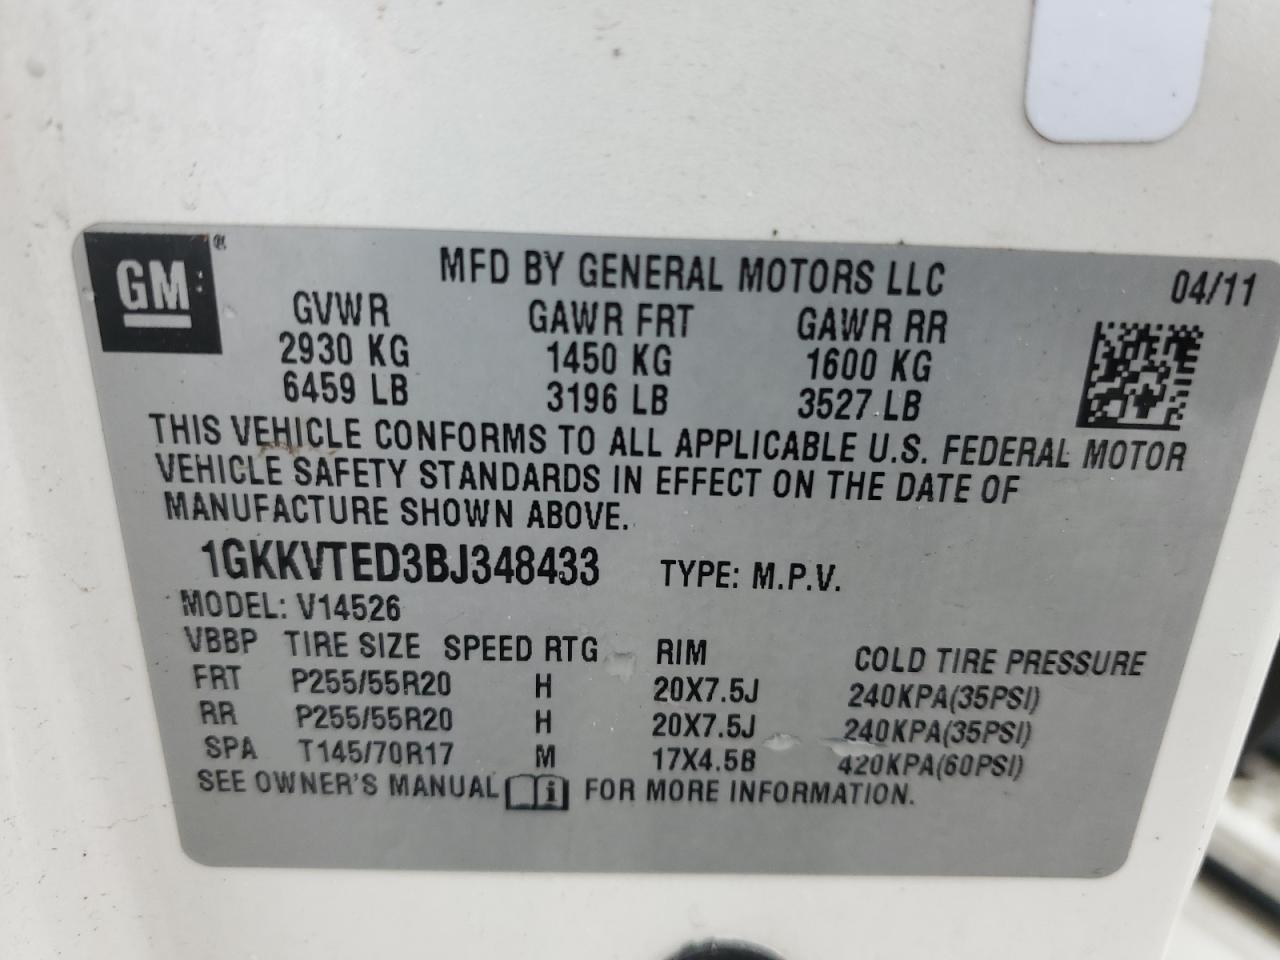 GM ®
MFD BY GENERAL MOTORS LLC 04/11
GVWR GAWR FRT GAWR RR
2930 KG 1450 KG 1600 KG
6459 LB 3196 LB 3527 LB
THIS VEHICLE CONFORMS TO ALL APPLICABLE U.S. FEDERAL MOTOR
VEHICLE SAFETY STANDARDS IN EFFECT ON THE DATE OF
MANUFACTURE SHOWN ABOVE.
1GKKVTED3BJ348433 TYPE: M.P.V.
MODEL: V14526
VBBP TIRE SIZE SPEED RTG RIM COLD TIRE PRESSURE
FRT P255/55R20 H 20X7.5J 240KPA(35PSI)
RR P255/55R20 H 20X7.5J 240KPA(35PSI)
SPA T145/70R17 M 17X4.5B 420KPA(60PSI)
SEE OWNER'S MANUAL i FOR MORE INFORMATION.